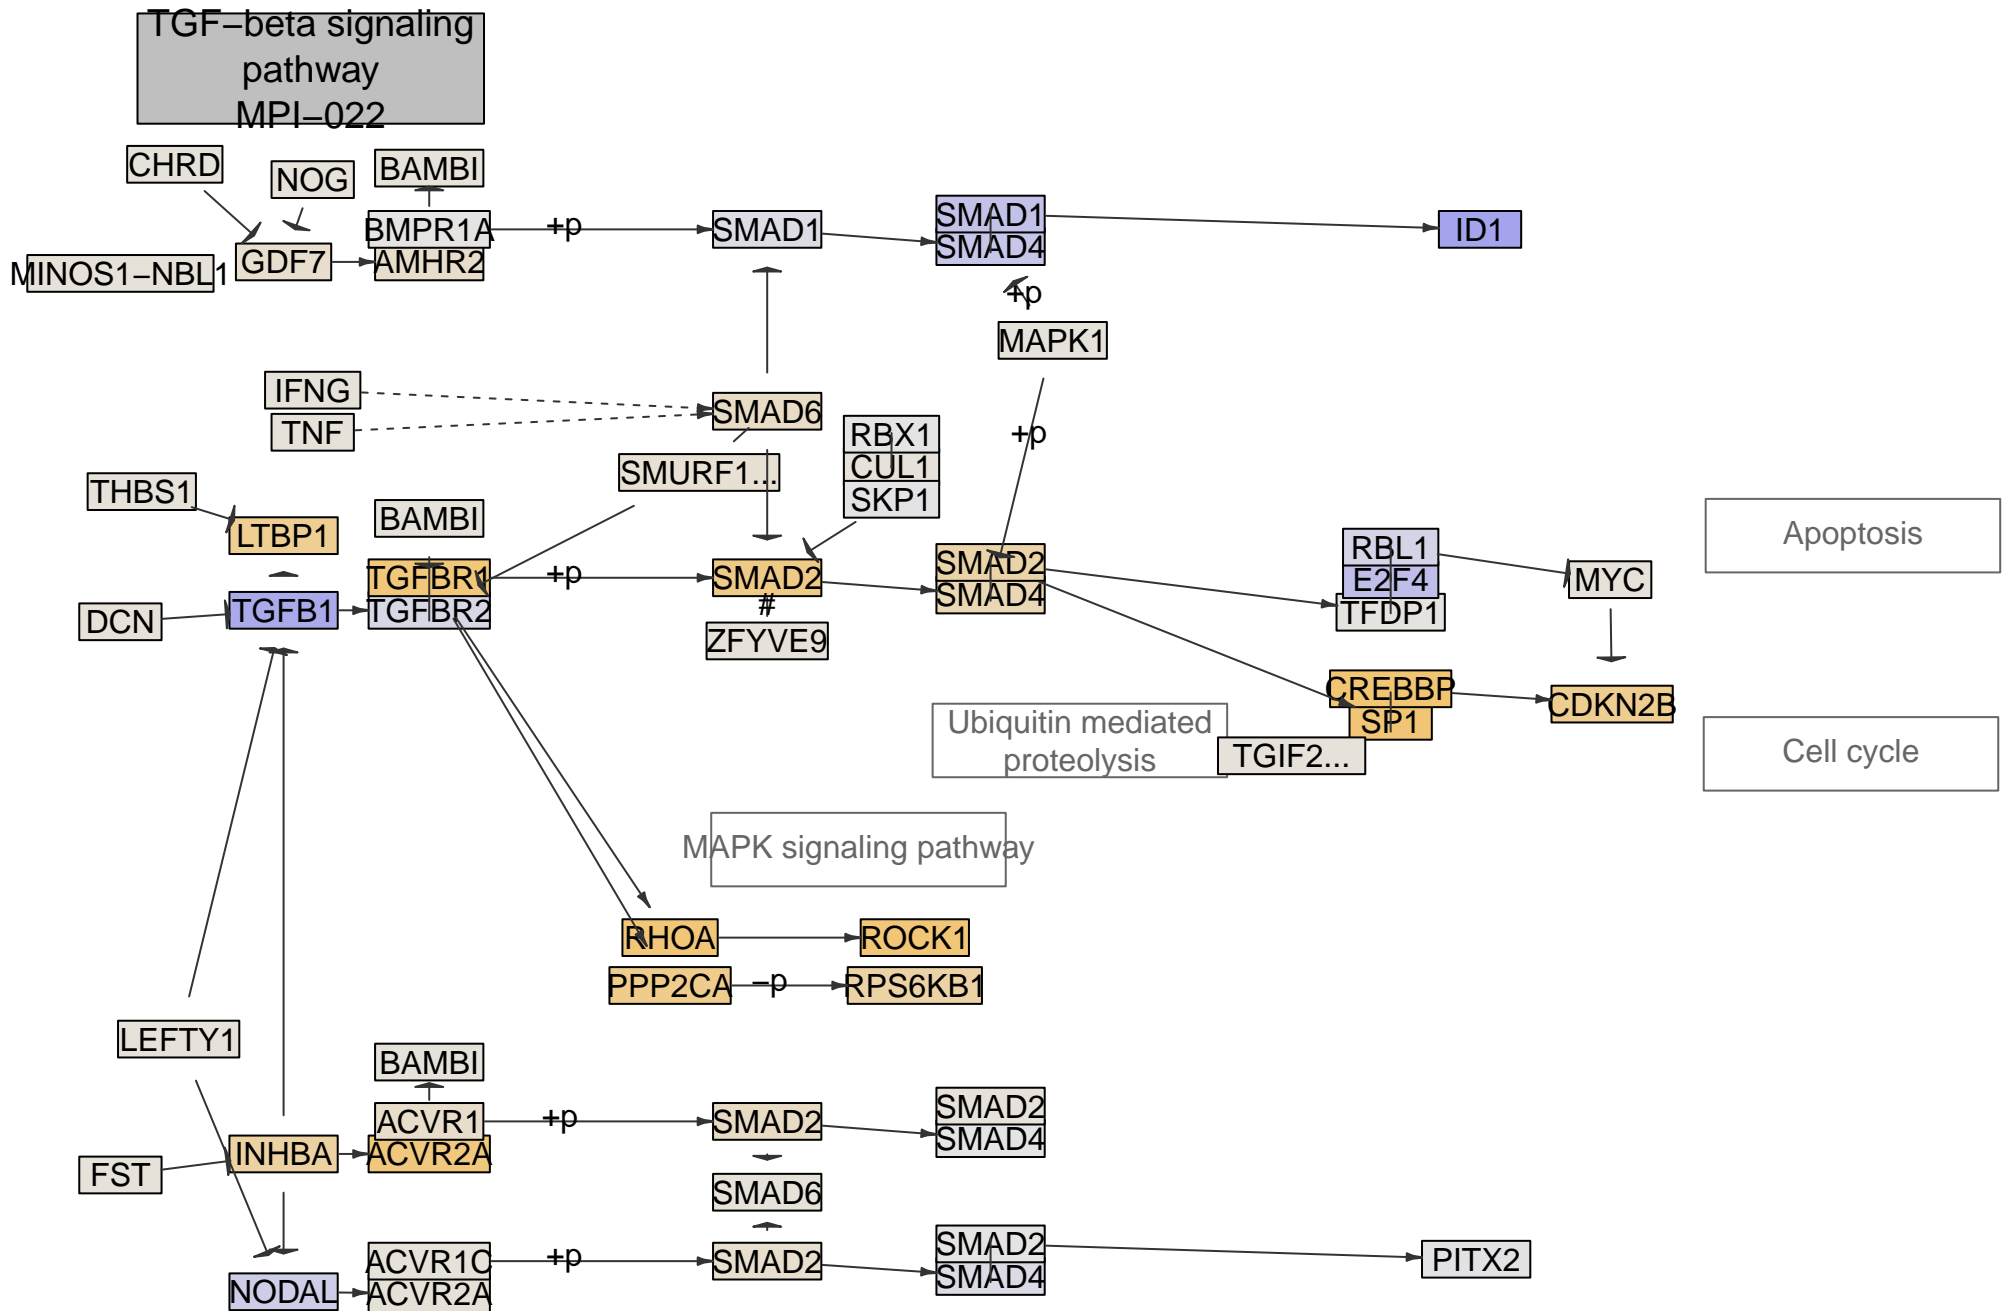 TGF−beta signaling
pathway
MPI−022
CHRD
NOG
BAMBI
BMPR1A
+p
SMAD1
SMAD1
SMAD4
ID1
MINOS1−NBL1
GDF7
AMHR2
+p
MAPK1
IFNG
TNF
SMAD6
RBX1
CUL1
SKP1
+p
SMURF1...
THBS1
LTBP1
BAMBI
Apoptosis
TGFBR1
+p
SMAD2
#
ZFYVE9
SMAD2
SMAD4
RBL1
E2F4
TFDP1
MYC
DCN
TGFB1
TGFBR2
CREBBP
SP1
CDKN2B
Ubiquitin mediated
proteolysis
TGIF2...
Cell cycle
MAPK signaling pathway
RHOA
ROCK1
PPP2CA
−p
RPS6KB1
LEFTY1
BAMBI
ACVR1
+p
SMAD2
SMAD2
SMAD4
FST
INHBA
ACVR2A
SMAD6
ACVR1C
+p
SMAD2
SMAD2
SMAD4
PITX2
NODAL
ACVR2A